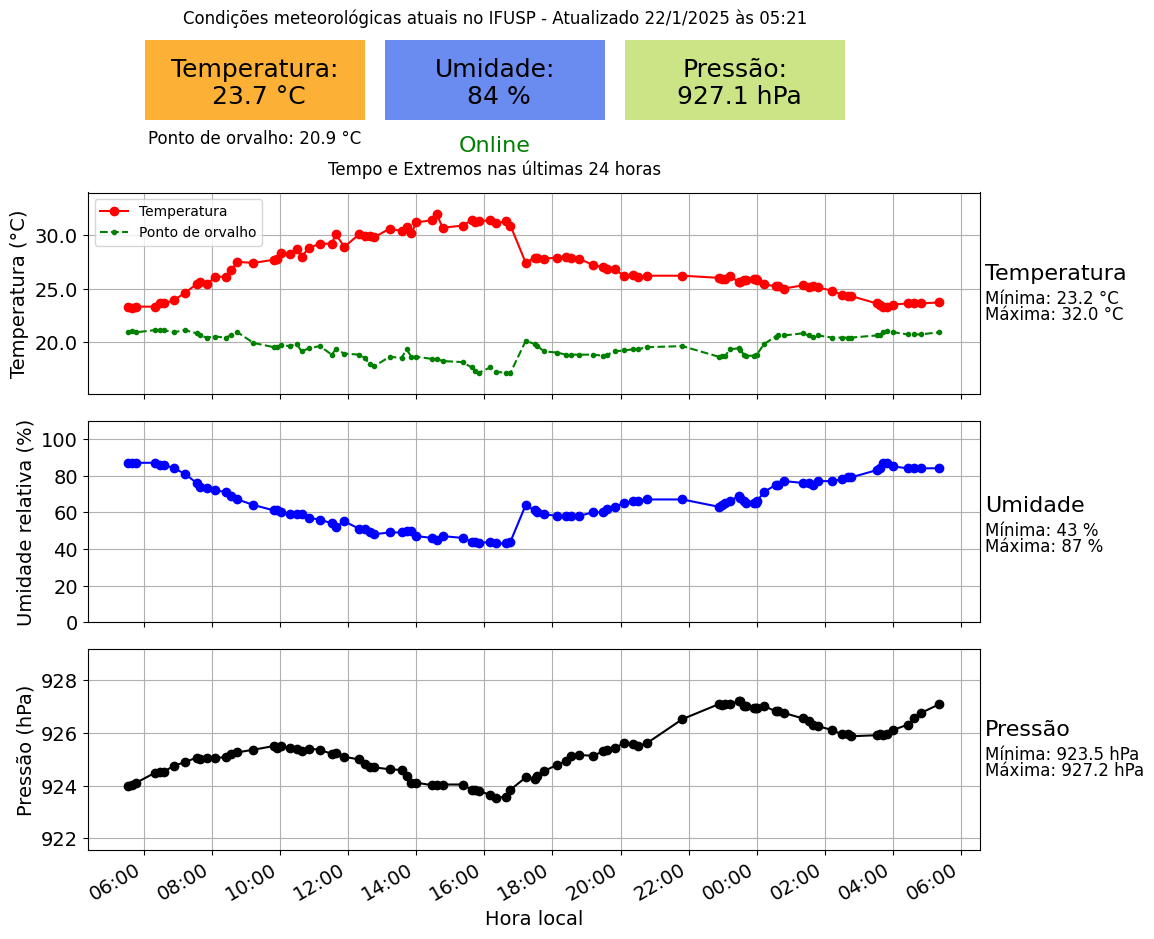 Condições meteorológicas atuais no IFUSP - Atualizado 22/1/2025 às 05:21
Temperatura:
23.7 °C
Umidade:
84 %
Pressão:
927.1 hPa
Ponto de orvalho: 20.9 °C
Online
Tempo e Extremos nas últimas 24 horas
Temperatura (°C)
30.0
25.0
20.0
Temperatura
Ponto de orvalho
Temperatura
Mínima: 23.2 °C
Máxima: 32.0 °C
Umidade relativa (%)
100
80
60
40
20
0
Umidade
Mínima: 43 %
Máxima: 87 %
Pressão (hPa)
928
926
924
922
Pressão
Mínima: 923.5 hPa
Máxima: 927.2 hPa
06:00
08:00
10:00
12:00
14:00
16:00
18:00
20:00
22:00
00:00
02:00
04:00
06:00
Hora local